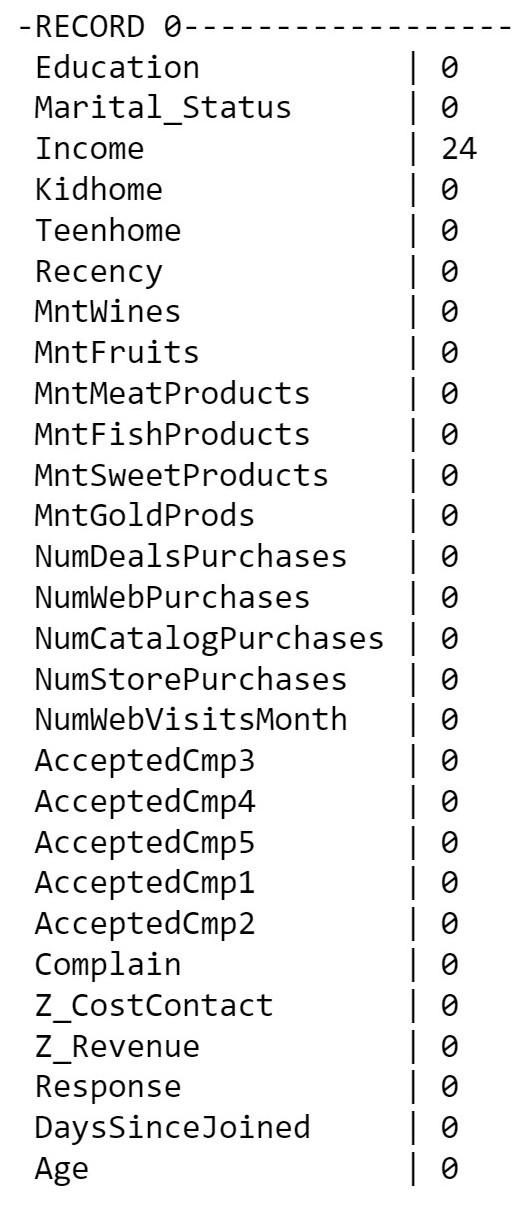 -RECORD 0------------------
Education            | 0
Marital_Status       | 0
Income               | 24
Kidhome              | 0
Teenhome             | 0
Recency              | 0
MntWines             | 0
MntFruits            | 0
MntMeatProducts      | 0
MntFishProducts      | 0
MntSweetProducts     | 0
MntGoldProds         | 0
NumDealsPurchases    | 0
NumWebPurchases      | 0
NumCatalogPurchases  | 0
NumStorePurchases    | 0
NumWebVisitsMonth    | 0
AcceptedCmp3         | 0
AcceptedCmp4         | 0
AcceptedCmp5         | 0
AcceptedCmp1         | 0
AcceptedCmp2         | 0
Complain             | 0
Z_CostContact        | 0
Z_Revenue            | 0
Response             | 0
DaysSinceJoined      | 0
Age                  | 0